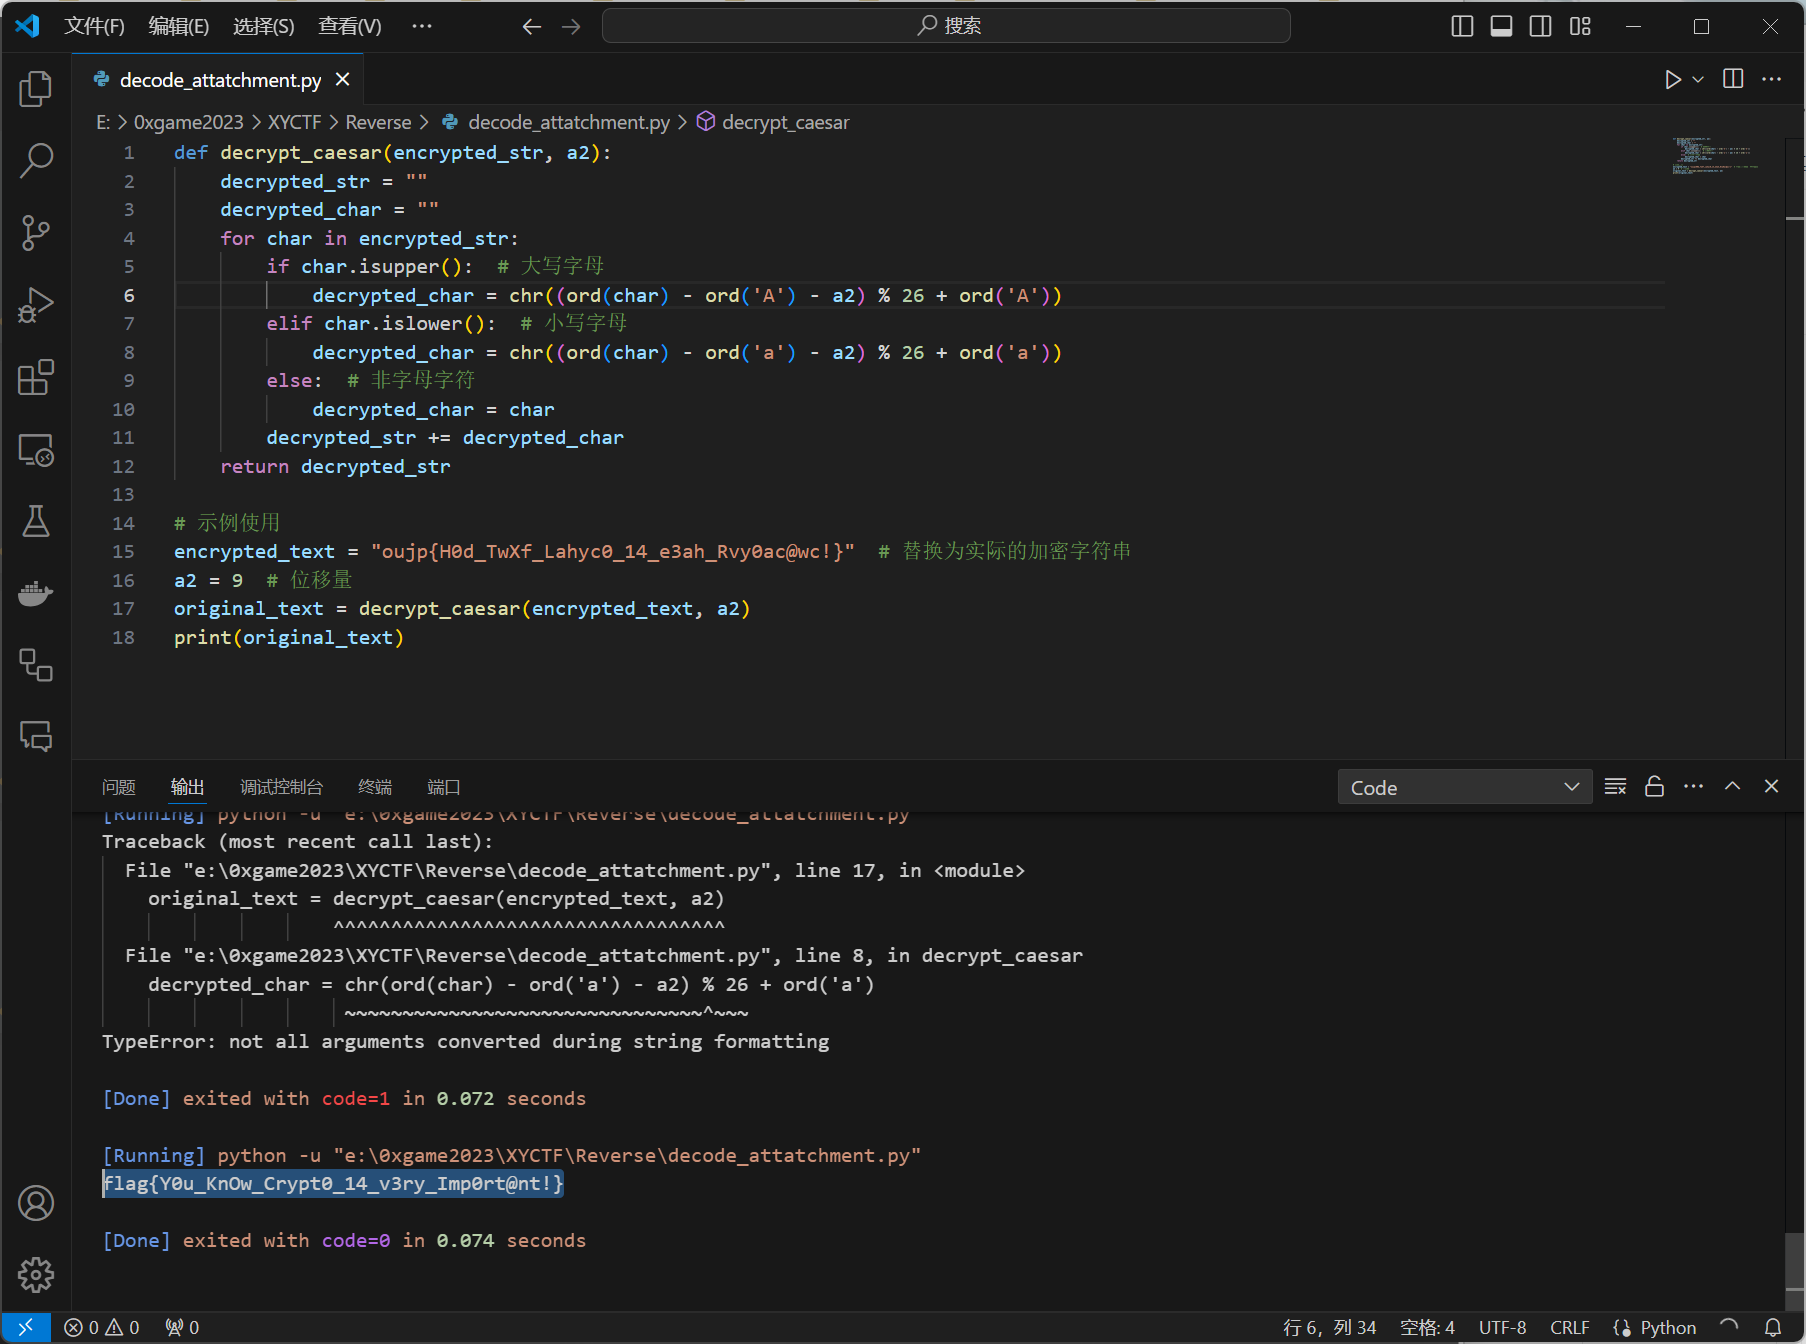 文件(F) 编辑(E) 选择(S) 查看(V) ··· 搜索
decode_attatchment.py
E: > 0xgame2023 > XYCTF > Reverse > decode_attatchment.py > decrypt_caesar
1 def decrypt_caesar(encrypted_str, a2):
2 decrypted_str = ""
3 decrypted_char = ""
4 for char in encrypted_str:
5 if char.isupper(): # 大写字母
6 decrypted_char = chr((ord(char) - ord('A') - a2) % 26 + ord('A'))
7 elif char.islower(): # 小写字母
8 decrypted_char = chr((ord(char) - ord('a') - a2) % 26 + ord('a'))
9 else: # 非字母字符
10 decrypted_char = char
11 decrypted_str += decrypted_char
12 return decrypted_str
13
14 # 示例使用
15 encrypted_text = "oujp{H0d_TwXf_Lahyc0_14_e3ah_Rvy0ac@wc!}" # 替换为实际的加密字符串
16 a2 = 9 # 位移量
17 original_text = decrypt_caesar(encrypted_text, a2)
18 print(original_text)
问题 输出 调试控制台 终端 端口 Code
[Running] python -u "e:\0xgame2023\XYCTF\Reverse\decode_attatchment.py"
Traceback (most recent call last):
File "e:\0xgame2023\XYCTF\Reverse\decode_attatchment.py", line 17, in <module>
original_text = decrypt_caesar(encrypted_text, a2)
^^^^^^^^^^^^^^^^^^^^^^^^^^^^^^^^^^
File "e:\0xgame2023\XYCTF\Reverse\decode_attatchment.py", line 8, in decrypt_caesar
decrypted_char = chr(ord(char) - ord('a') - a2) % 26 + ord('a')
~~~~~~~~~~~~~~~~~~~~~~~~~~~~~~~^~~~
TypeError: not all arguments converted during string formatting
[Done] exited with code=1 in 0.072 seconds
[Running] python -u "e:\0xgame2023\XYCTF\Reverse\decode_attatchment.py"
flag{Y0u_KnOw_Crypt0_14_v3ry_Imp0rt@nt!}
[Done] exited with code=0 in 0.074 seconds
0 0 0 行 6，列 34 空格: 4 UTF-8 CRLF Python